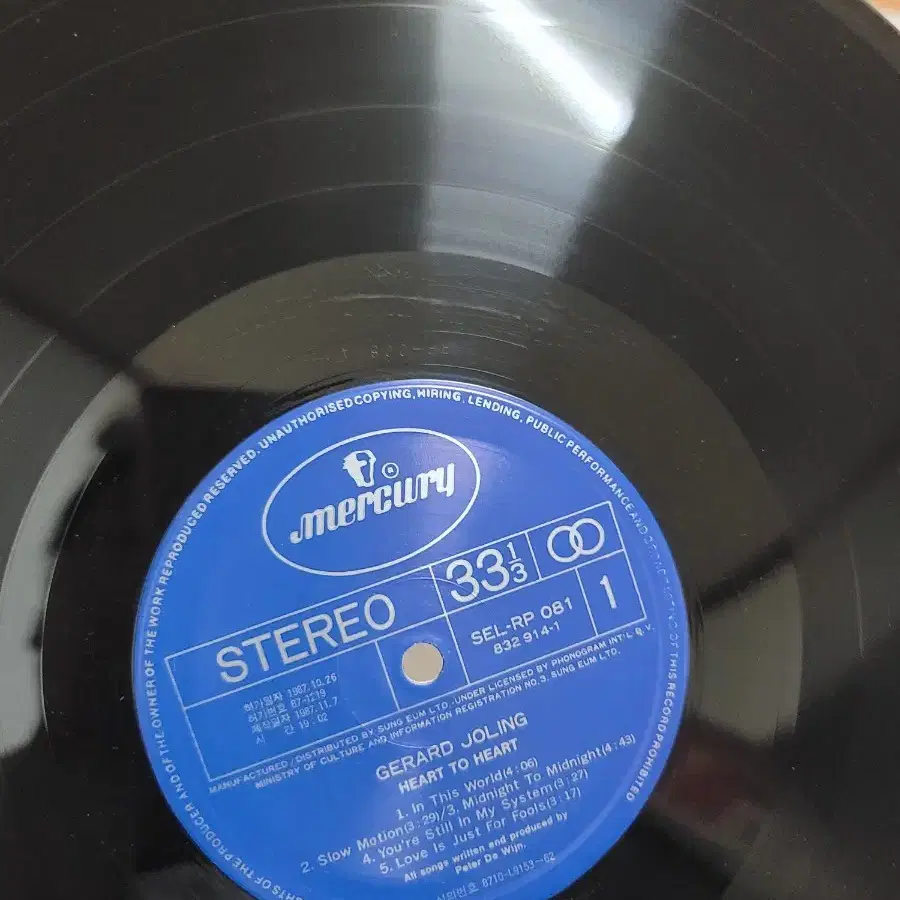 UNAUTHORISED COPYING, HIRING, LENDING, PUBLIC PERFORMANCE AND OF THIS RECORD PROHIBITED
OF THE PRODUCER AND OF THE OWNER OF THE WORK REPRODUCED RESERVED.
mercury
STEREO
33 1/3
SEL-RP 081
832 914-1
1
허가일자 1987.10.26
허가번호 87-1219
제작일자 1987.11.7
시 간 19:02
MANUFACTURED/DISTRIBUTED BY SUNG EUM LTD., UNDER LICENSED BY PHONOGRAM INT'L B.V.
MINISTRY OF CULTURE AND INFORMATION REGISTRATION NO. 3. SUNG EUM LTD.
GERARD JOLING
HEART TO HEART
1. In This World(4:06)
2. Slow Motion(3:29)/3. Midnight To Midnight(4:43)
4. You're Still In My System(3:27)
5. Love Is Just For Fools(3:17)
All songs written and produced by
Peter De Wijn.
8710-L9153-62